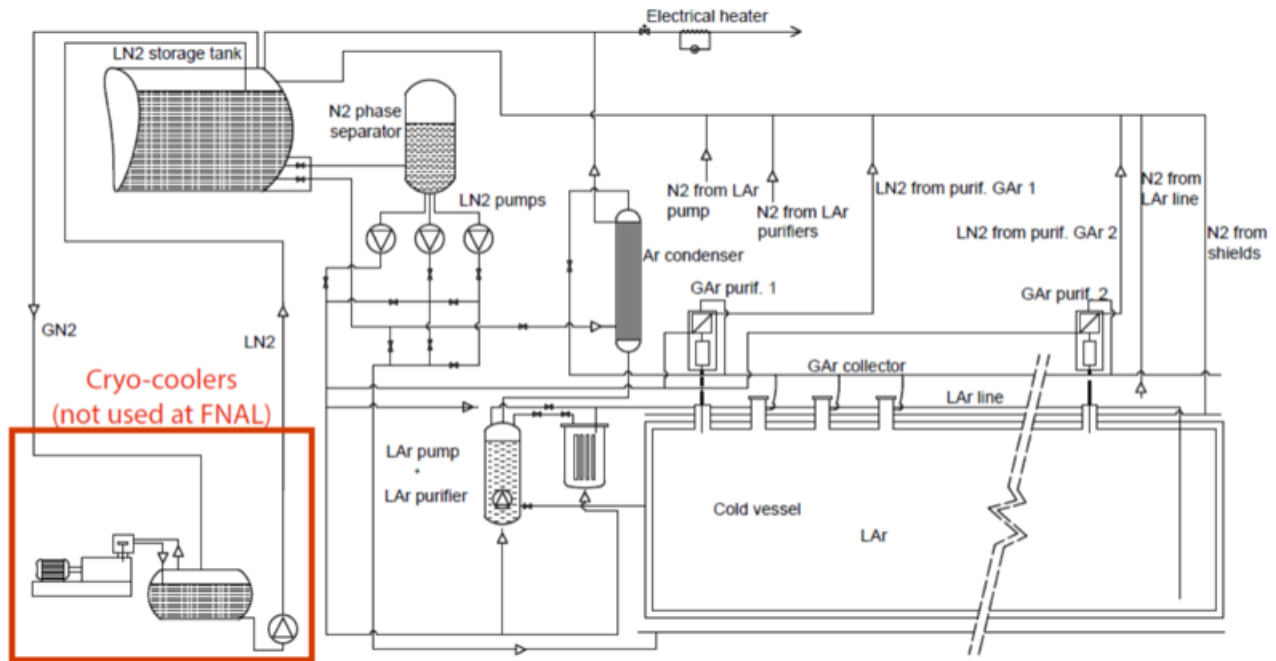 Electrical heater
LN2 storage tank
N2 phase
separator
LN2 pumps
N2 from LAr
pump
N2 from LAr
purifiers
LN2 from purif. GAr 1
LN2 from purif. GAr 2
N2 from
LAr line
N2 from
shields
Ar condenser
GAr purif. 1
GAr purif. 2
GN2
LN2
GAr collector
LAr line
Cryo-coolers
(not used at FNAL)
LAr pump
+
LAr purifier
Cold vessel
LAr